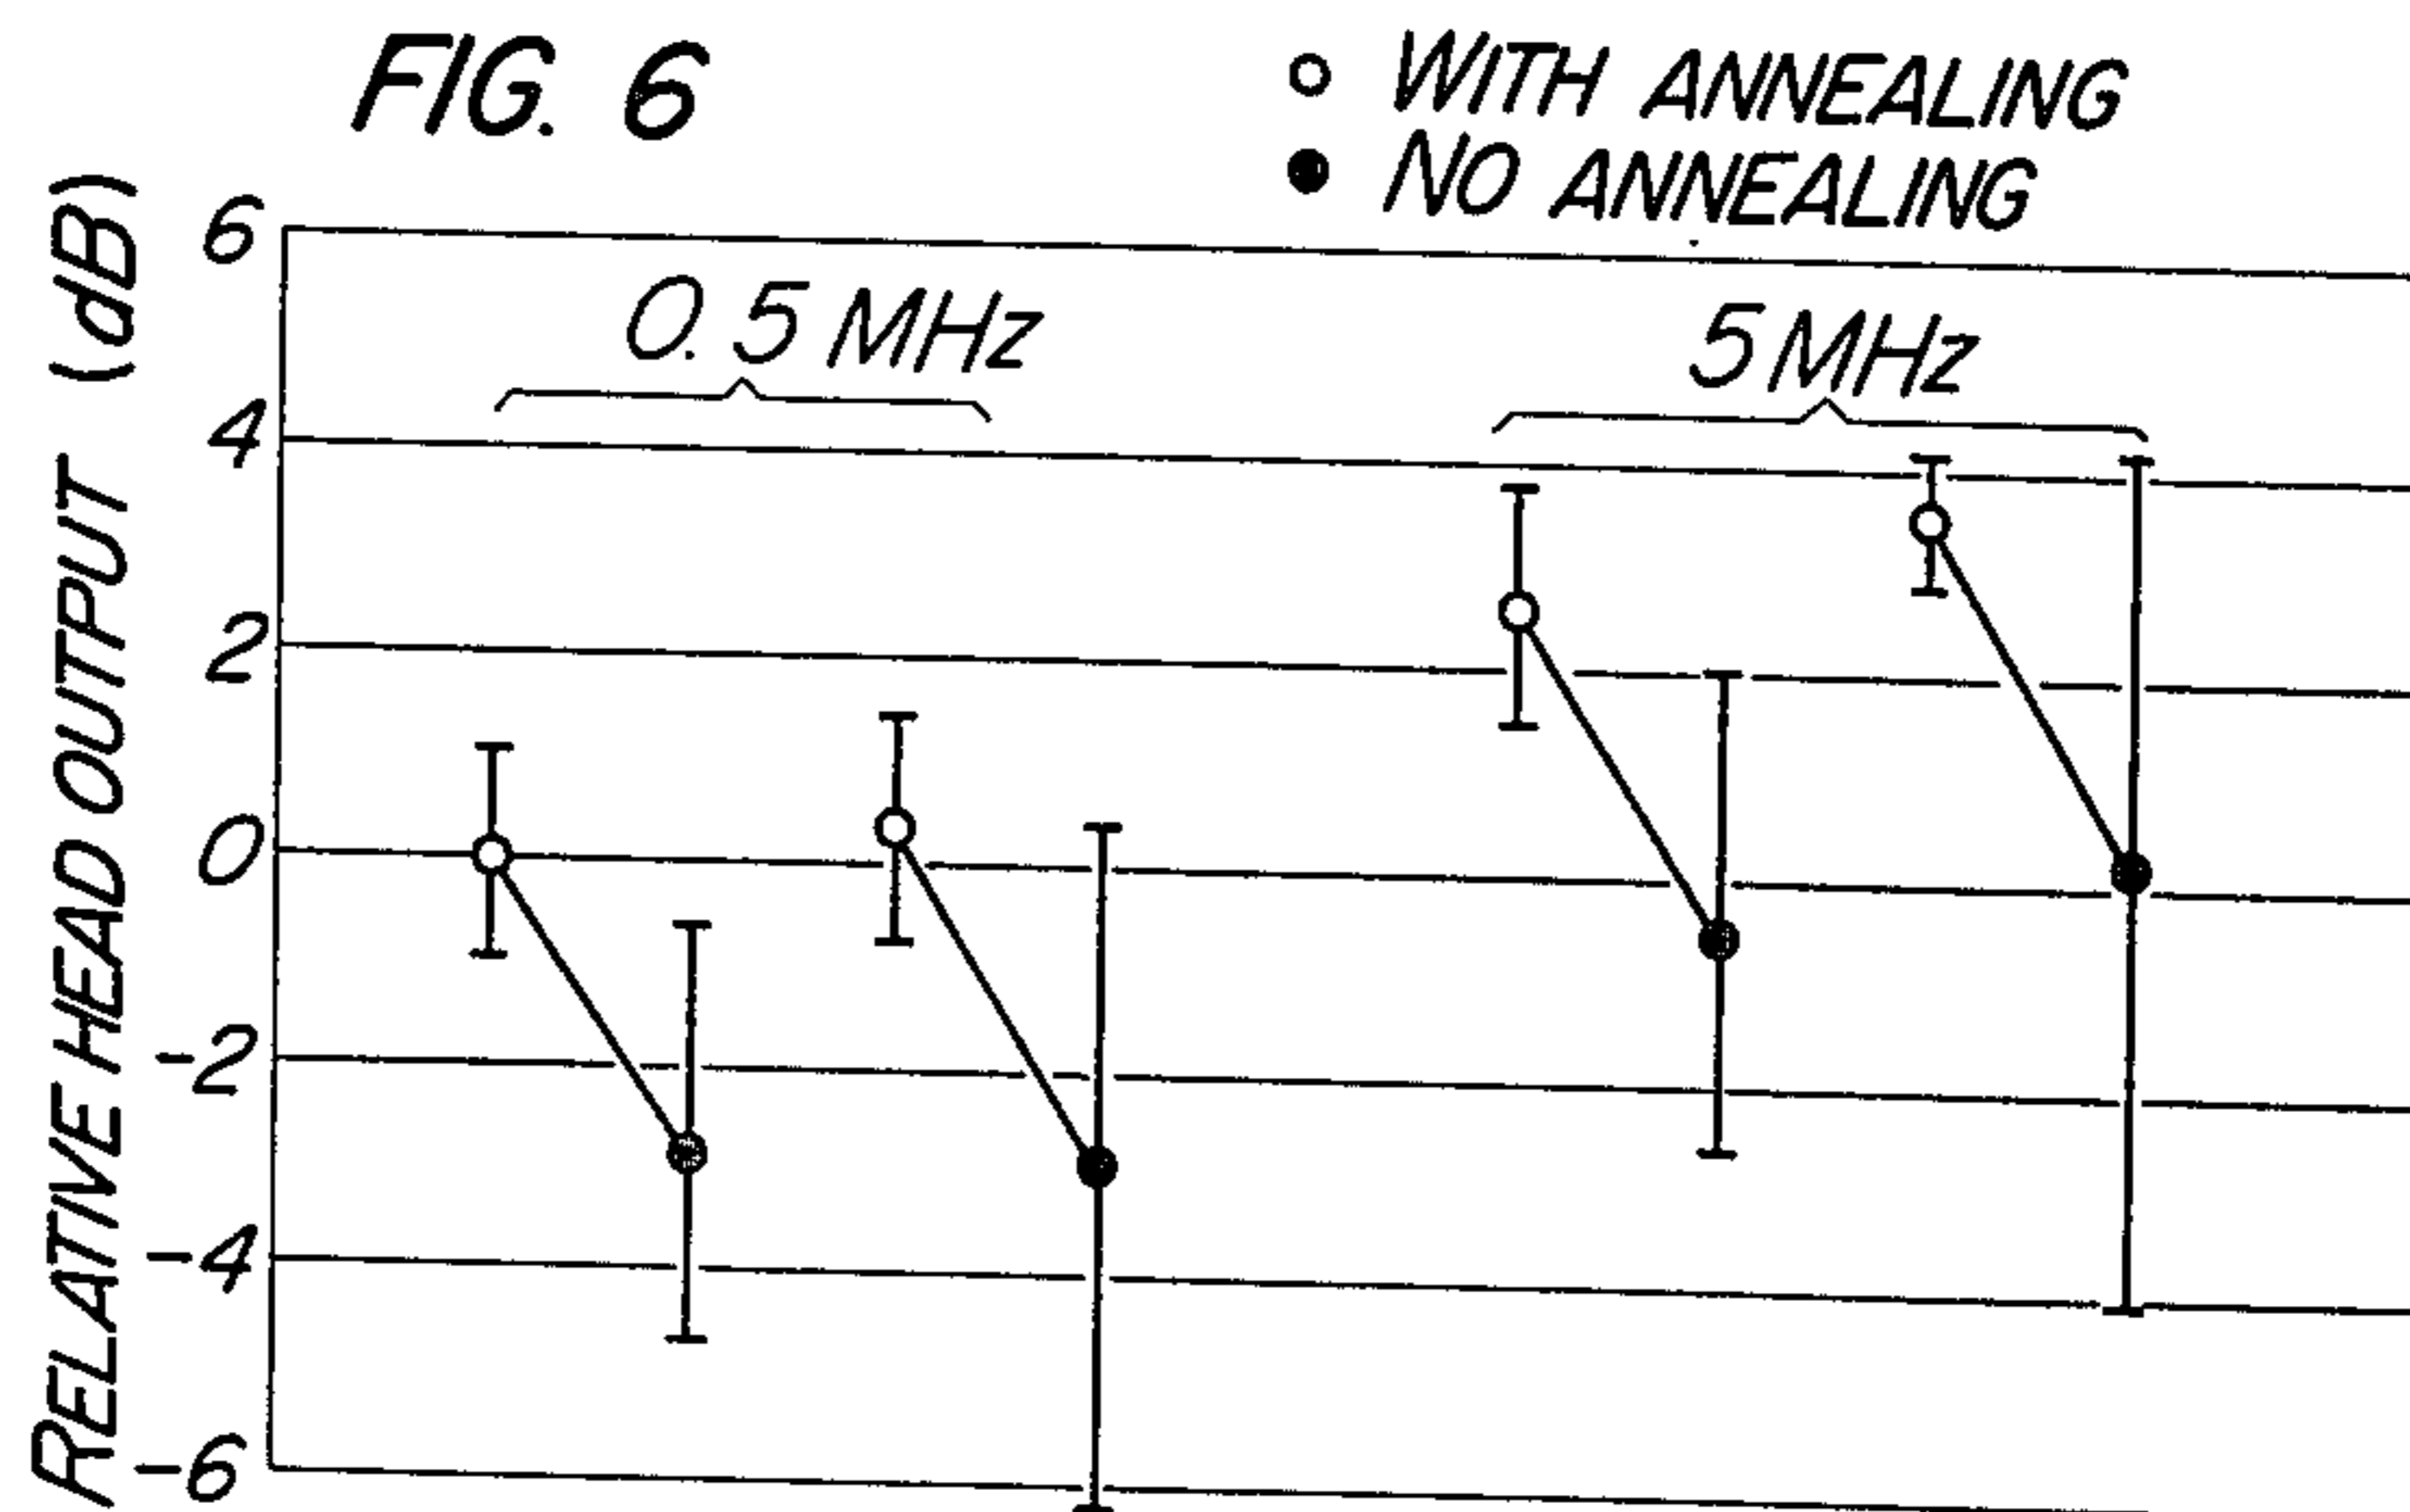 FIG. 6
WITH ANNEALING
NO ANNEALING
RELATIVE HEAD OUTPUT (dB)
6
4
2
0
-2
-4
-6
0.5 MHz
5 MHz